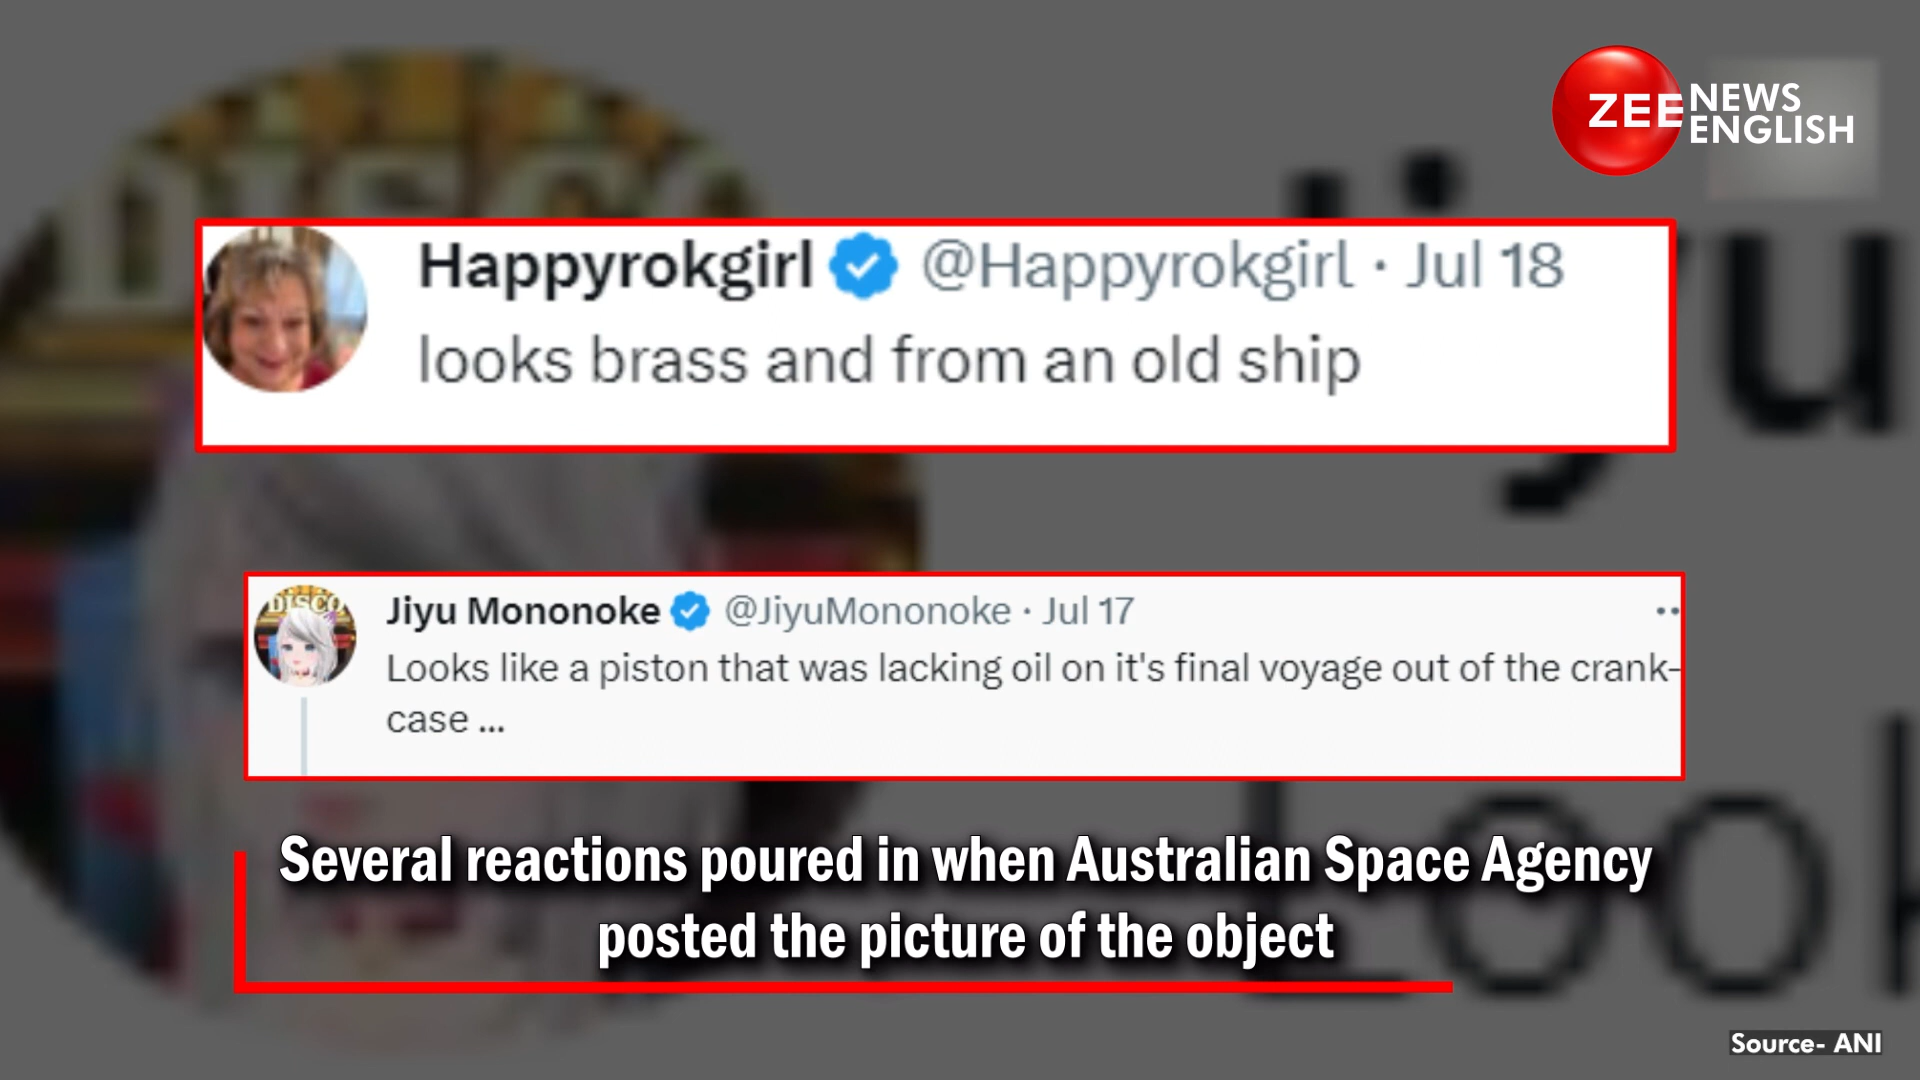 ZEE NEWS
ENGLISH
Happyrokgirl @Happyrokgirl · Jul 18
looks brass and from an old ship
DISCO
Jiyu Mononoke @JiyuMononoke · Jul 17
Looks like a piston that was lacking oil on it's final voyage out of the crank-
case ...
Several reactions poured in when Australian Space Agency
posted the picture of the object
Source- ANI